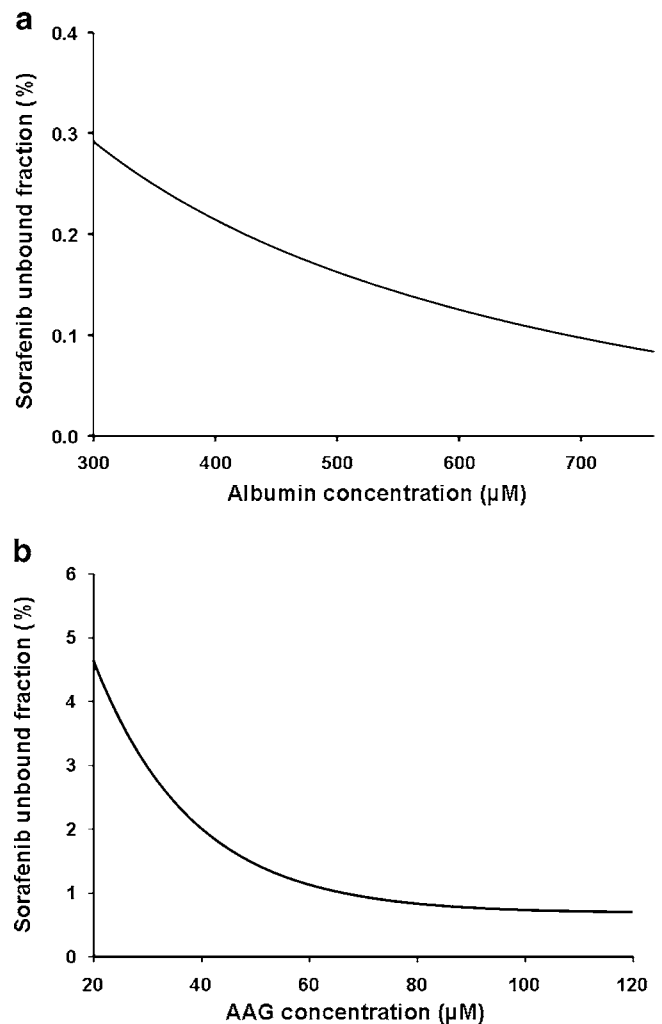 a
Sorafenib unbound fraction (%)
0.4
0.3
0.2
0.1
0.0
300 400 500 600 700
Albumin concentration (µM)
b
Sorafenib unbound fraction (%)
6
5
4
3
2
1
0
20 40 60 80 100 120
AAG concentration (µM)